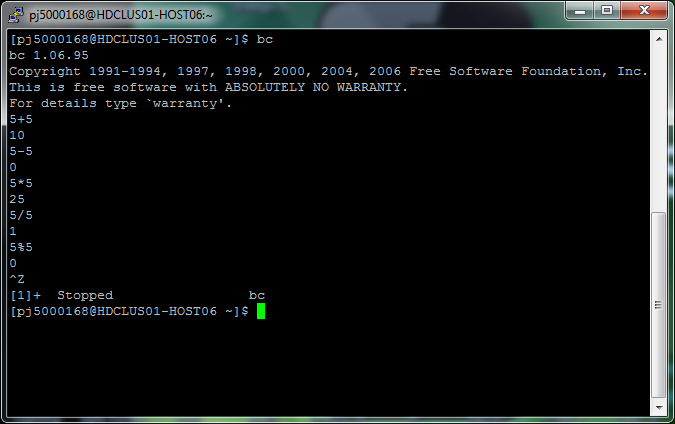 pj5000168@HDCLUS01-HOST06:~
[pj5000168@HDCLUS01-HOST06 ~]$ bc
bc 1.06.95
Copyright 1991-1994, 1997, 1998, 2000, 2004, 2006 Free Software Foundation, Inc.
This is free software with ABSOLUTELY NO WARRANTY.
For details type `warranty'.
5+5
10
5-5
0
5*5
25
5/5
1
5%5
0
^Z
[1]+  Stopped                 bc
[pj5000168@HDCLUS01-HOST06 ~]$